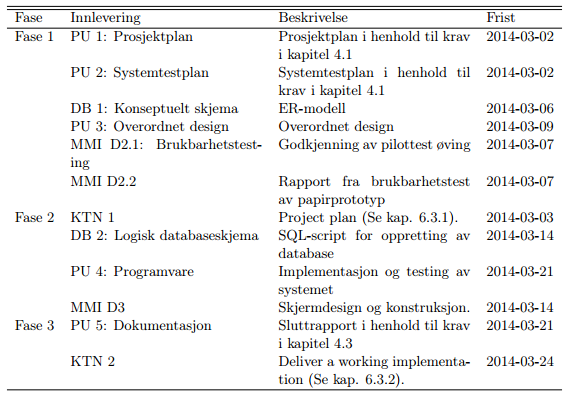 Fase Innlevering Beskrivelse Frist
Fase 1 PU 1: Prosjektplan Prosjektplan i henhold til krav 2014-03-02
i kapitel 4.1
PU 2: Systemtestplan Systemtestplan i henhold til 2014-03-02
krav i kapitel 4.1
DB 1: Konseptuelt skjema ER-modell 2014-03-06
PU 3: Overordnet design Overordnet design 2014-03-09
MMI D2.1: Brukbarhetstest- Godkjenning av pilottest øving 2014-03-07
ing
MMI D2.2 Rapport fra brukbarhetstest 2014-03-07
av papirprototyp
Fase 2 KTN 1 Project plan (Se kap. 6.3.1). 2014-03-03
DB 2: Logisk databaseskjema SQL-script for oppretting av 2014-03-14
database
PU 4: Programvare Implementasjon og testing av 2014-03-21
systemet
MMI D3 Skjermdesign og konstruksjon. 2014-03-14
Fase 3 PU 5: Dokumentasjon Sluttrapport i henhold til krav 2014-03-21
i kapitel 4.3
KTN 2 Deliver a working implementa- 2014-03-24
tion (Se kap. 6.3.2).